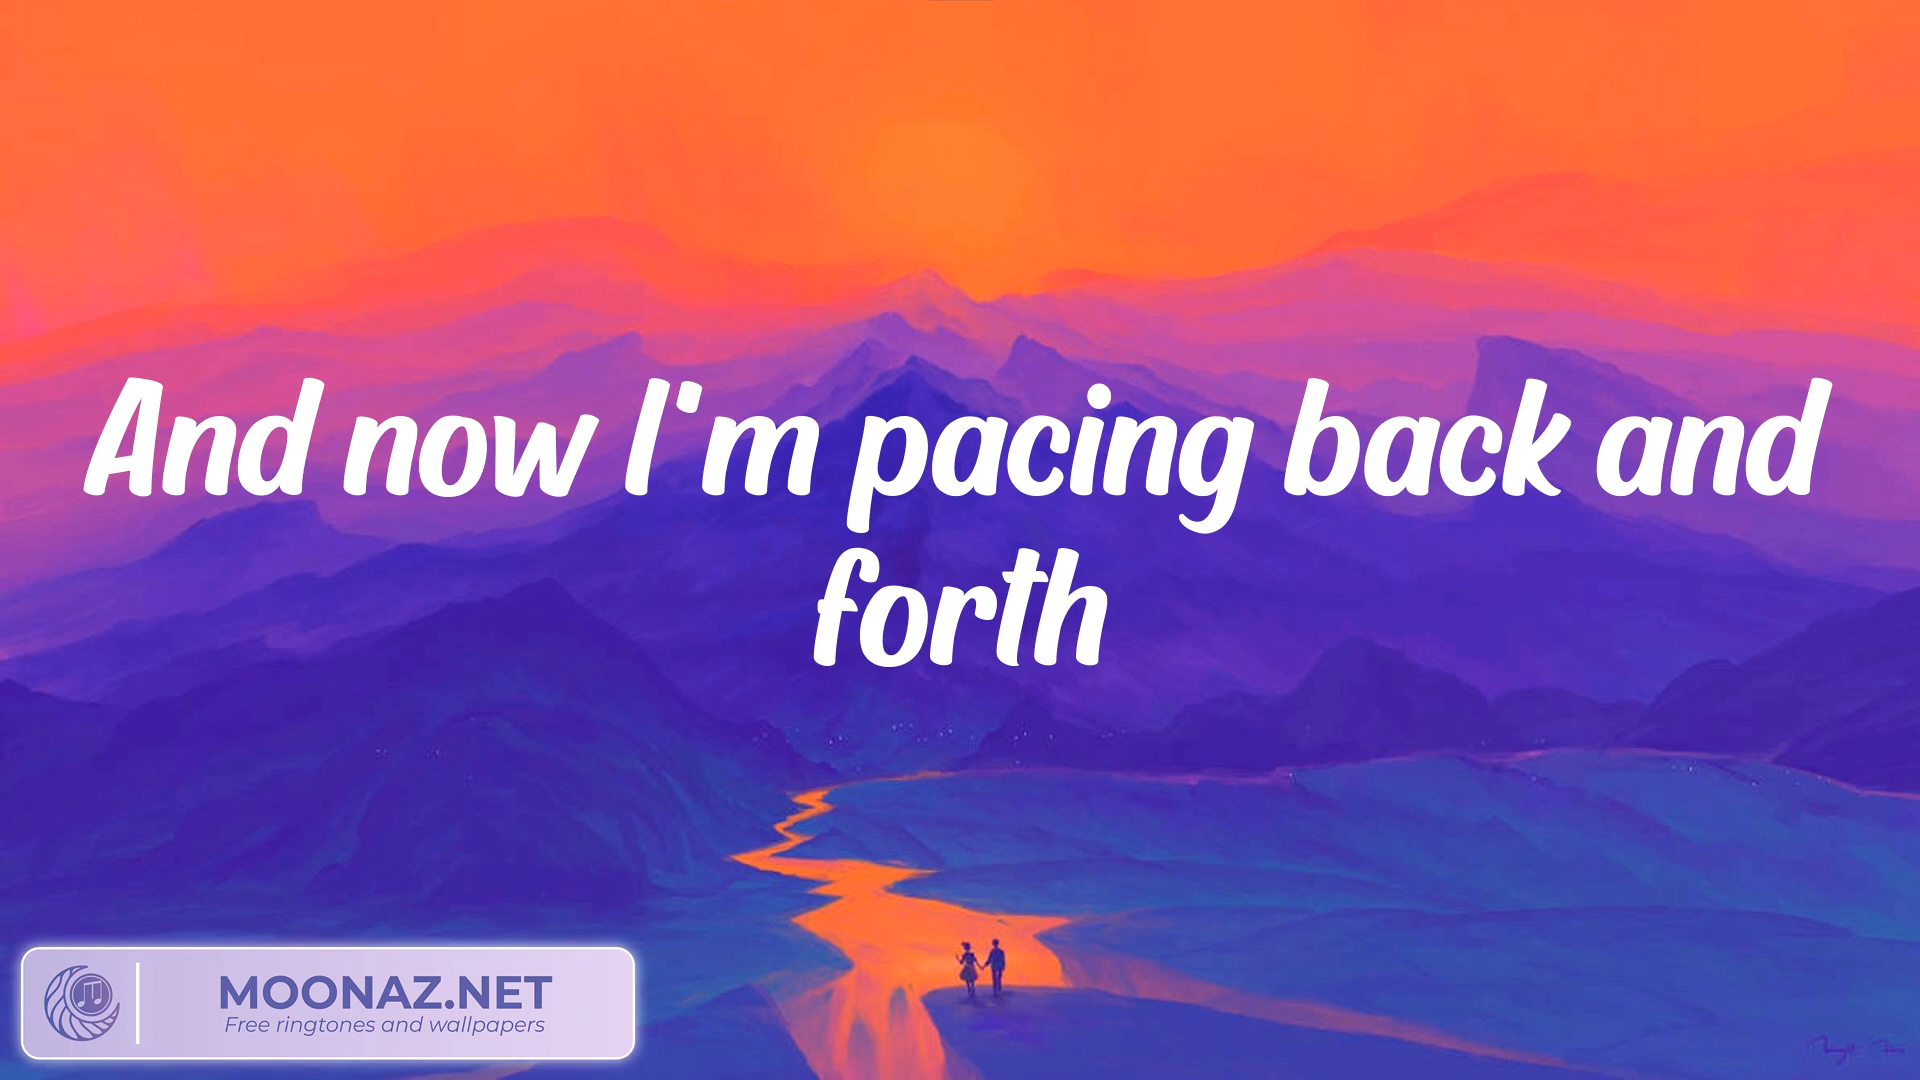 And now I'm pacing back and
forth
MOONAZ.NET
Free ringtones and wallpapers